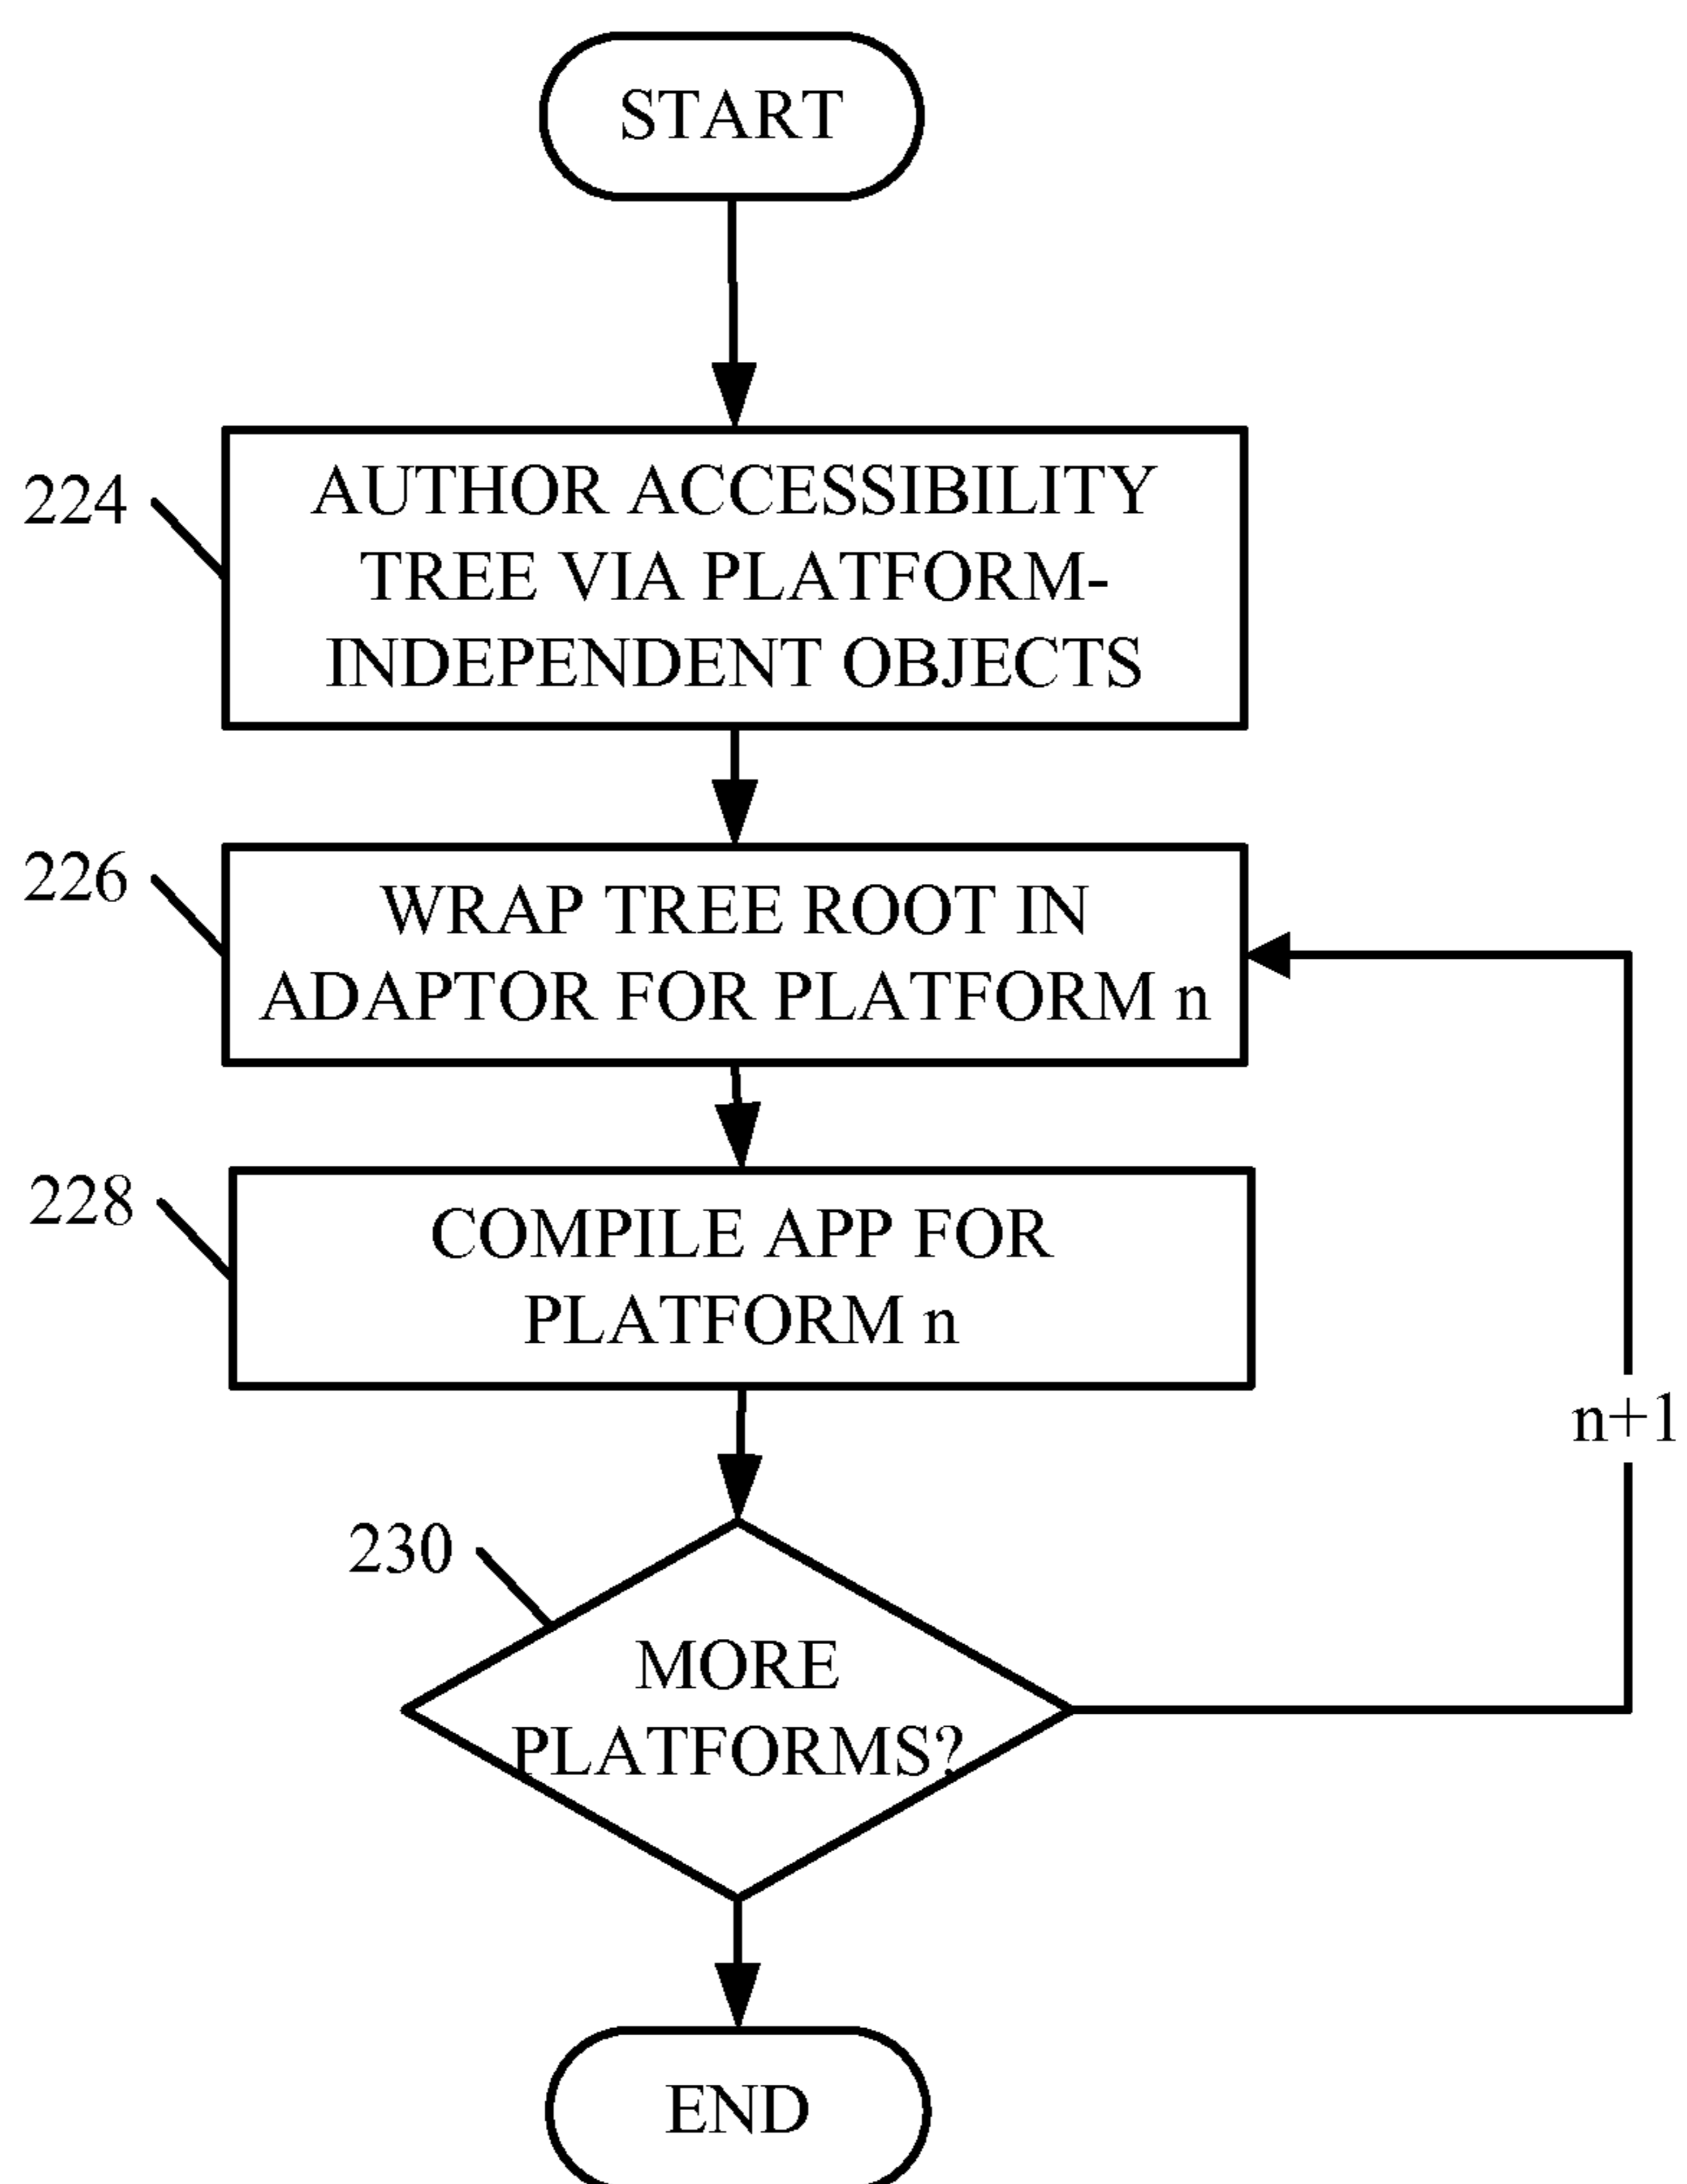 START
224
AUTHOR ACCESSIBILITY
TREE VIA PLATFORM-
INDEPENDENT OBJECTS
226
WRAP TREE ROOT IN
ADAPTOR FOR PLATFORM n
228
COMPILE APP FOR
PLATFORM n
n+1
230
MORE
PLATFORMS?
END